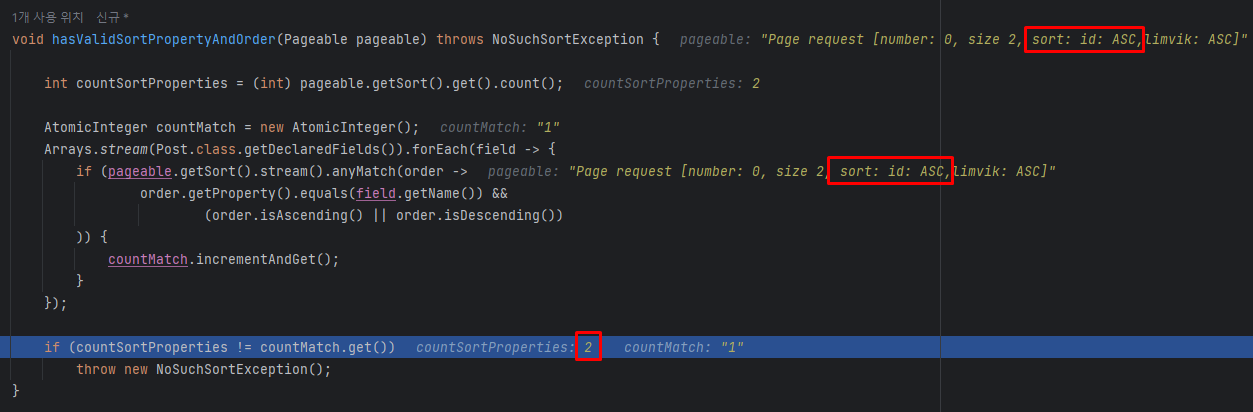 1개 사용 위치 신규 *
void hasValidSortPropertyAndOrder(Pageable pageable) throws NoSuchSortException { pageable: "Page request [number: 0, size 2, sort: id: ASC,limvik: ASC]"
int countSortProperties = (int) pageable.getSort().get().count(); countSortProperties: 2
AtomicInteger countMatch = new AtomicInteger(); countMatch: "1"
Arrays.stream(Post.class.getDeclaredFields()).forEach(field -> {
if (pageable.getSort().stream().anyMatch(order -> pageable: "Page request [number: 0, size 2, sort: id: ASC,limvik: ASC]"
order.getProperty().equals(field.getName()) &&
(order.isAscending() || order.isDescending())
)) {
countMatch.incrementAndGet();
}
});
if (countSortProperties != countMatch.get()) countSortProperties: 2 countMatch: "1"
throw new NoSuchSortException();
}